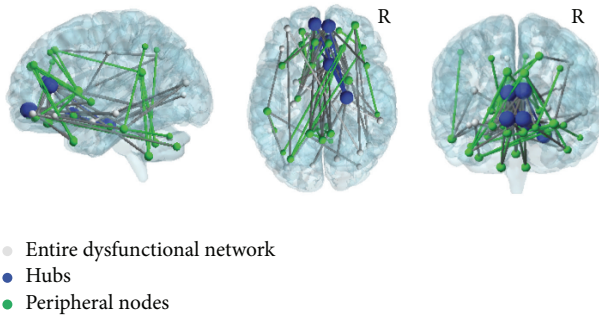 R
R
Entire dysfunctional network
Hubs
Peripheral nodes